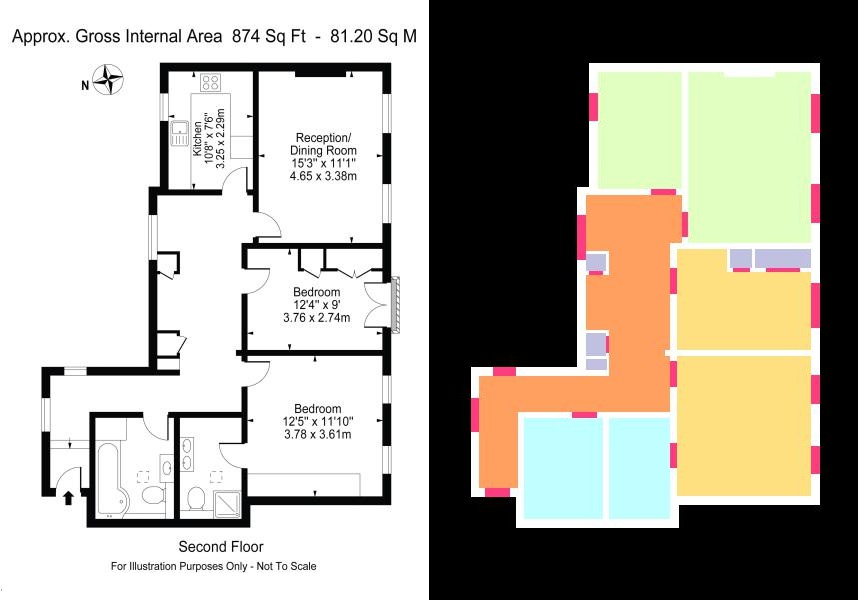 Approx. Gross Internal Area 874 Sq Ft - 81.20 Sq M
N
Kitchen
10'8" x 7'6"
3.25 x 2.29m
Reception/
Dining Room
15'3" x 11'1"
4.65 x 3.38m
Bedroom
12'4" x 9'
3.76 x 2.74m
Bedroom
12'5" x 11'10"
3.78 x 3.61m
Second Floor
For Illustration Purposes Only - Not To Scale